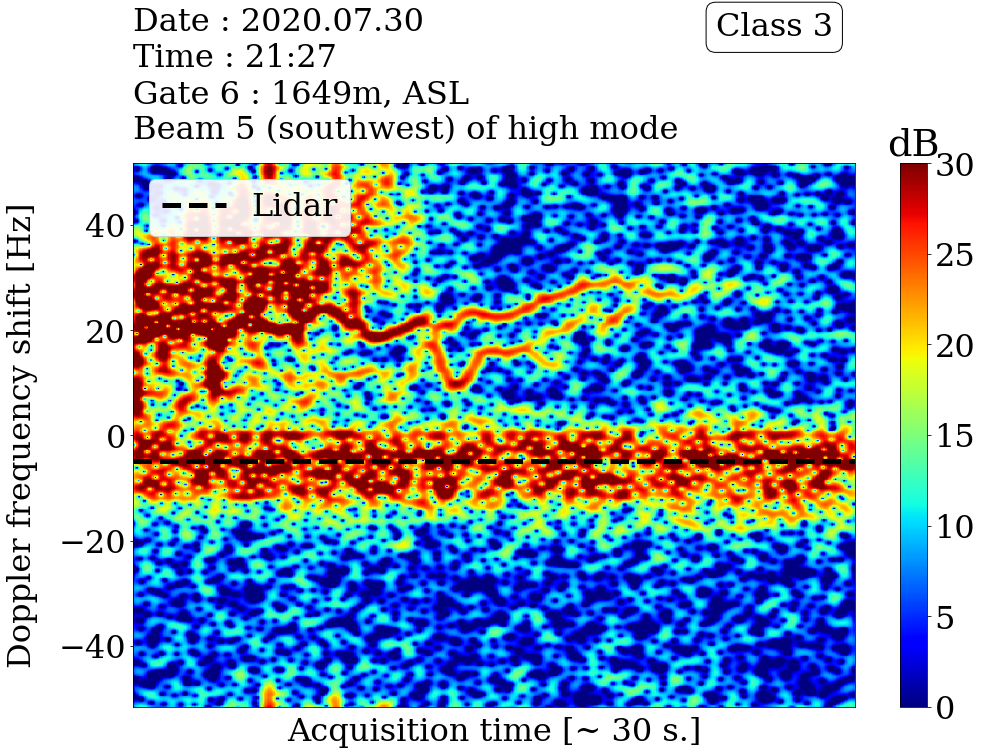 Date : 2020.07.30
Time : 21:27
Gate 6 : 1649m, ASL
Beam 5 (southwest) of high mode
Class 3
dB
Lidar
Doppler frequency shift [Hz]
40
20
0
−20
−40
30
25
20
15
10
5
0
Acquisition time [~ 30 s.]